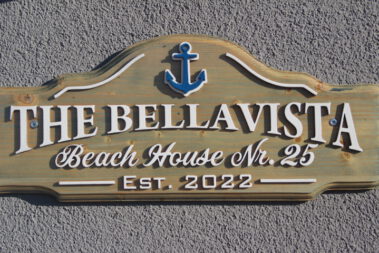 THE BELLAVISTA
Beach House Nr. 25
EST. 2022